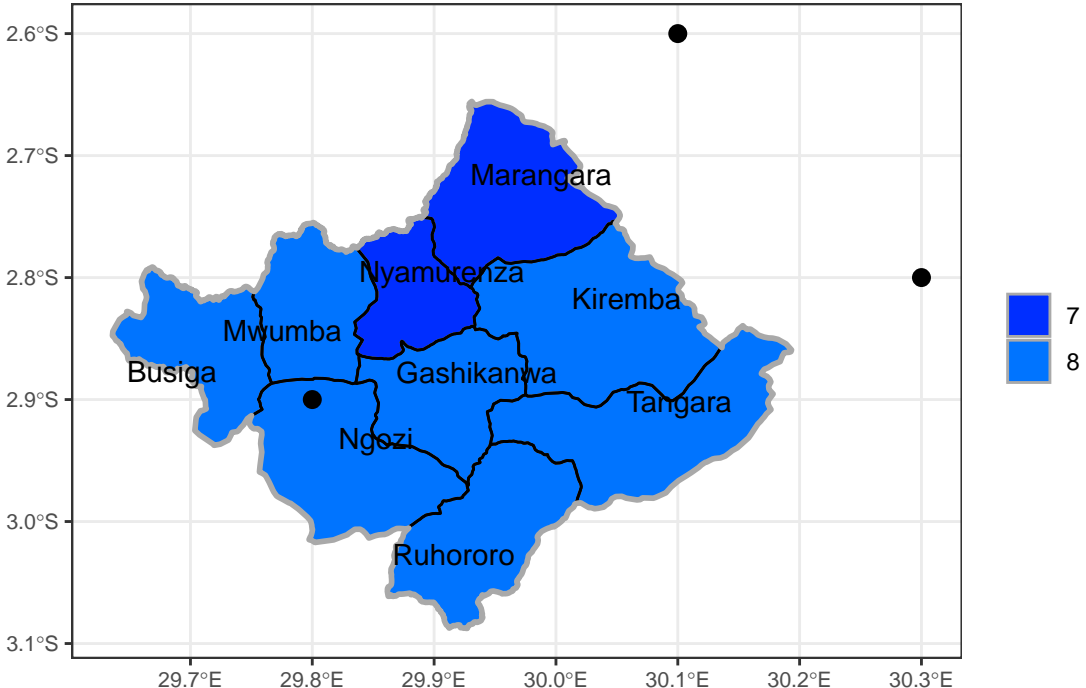 2.6°S
2.7°S
2.8°S
2.9°S
3.0°S
3.1°S
Marangara
Nyamurenza
Kiremba
Mwumba
Busiga
Gashikanwa
Tangara
Ngozi
Ruhororo
7
8
29.7°E
29.8°E
29.9°E
30.0°E
30.1°E
30.2°E
30.3°E